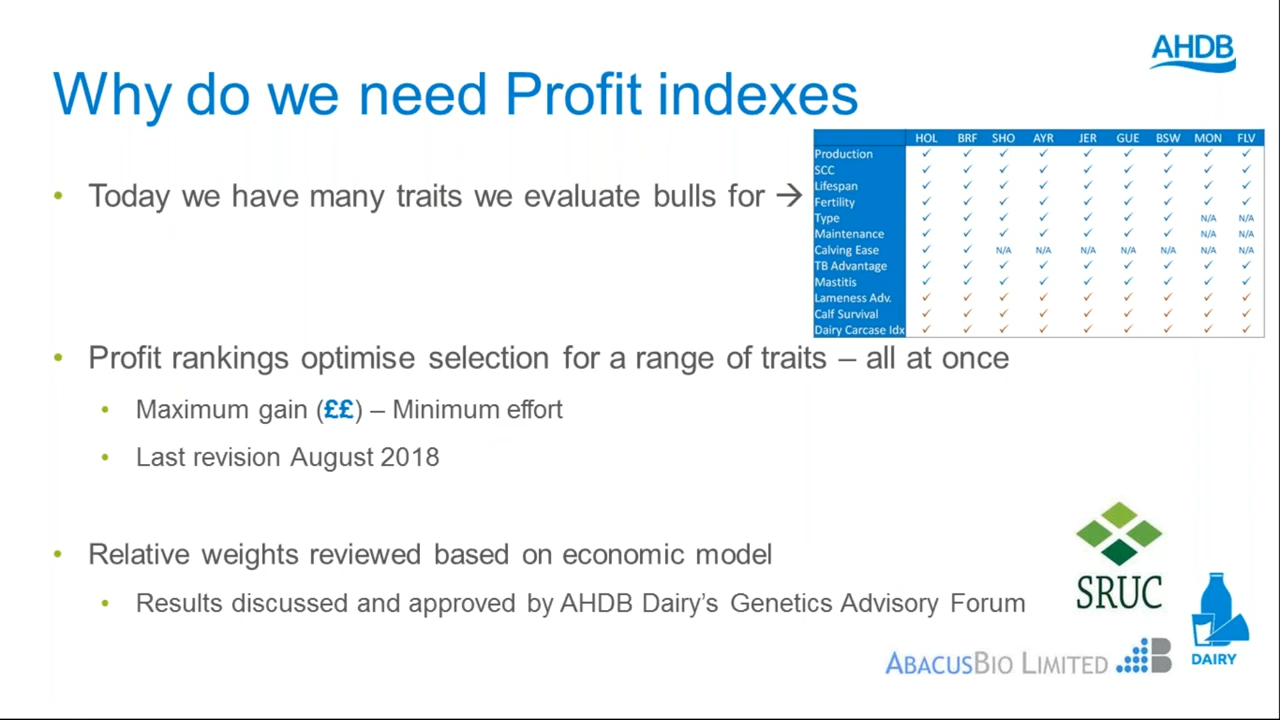 AHDB
Why do we need Profit indexes
HOL BRF SHO AYR JER GUE BSW MON FLV
Production ✓ ✓ ✓ ✓ ✓ ✓ ✓ ✓ ✓
SCC ✓ ✓ ✓ ✓ ✓ ✓ ✓ ✓ ✓
Lifespan ✓ ✓ ✓ ✓ ✓ ✓ ✓ ✓ ✓
Fertility ✓ ✓ ✓ ✓ ✓ ✓ ✓ ✓ ✓
Type ✓ ✓ ✓ ✓ ✓ ✓ ✓ N/A N/A
Maintenance ✓ ✓ ✓ ✓ ✓ ✓ ✓ N/A N/A
Calving Ease ✓ ✓ N/A N/A N/A N/A N/A N/A N/A
TB Advantage ✓ ✓ ✓ ✓ ✓ ✓ ✓ ✓ ✓
Mastitis ✓ ✓ ✓ ✓ ✓ ✓ ✓ ✓ ✓
Lameness Adv. ✓ ✓ ✓ ✓ ✓ ✓ ✓ ✓ ✓
Calf Survival ✓ ✓ ✓ ✓ ✓ ✓ ✓ ✓ ✓
Dairy Carcase Idx ✓ ✓ ✓ ✓ ✓ ✓ ✓ ✓ ✓
• Today we have many traits we evaluate bulls for →
• Profit rankings optimise selection for a range of traits – all at once
• Maximum gain (££) – Minimum effort
• Last revision August 2018
• Relative weights reviewed based on economic model
• Results discussed and approved by AHDB Dairy’s Genetics Advisory Forum
SRUC
ABACUSBIO LIMITED
DAIRY